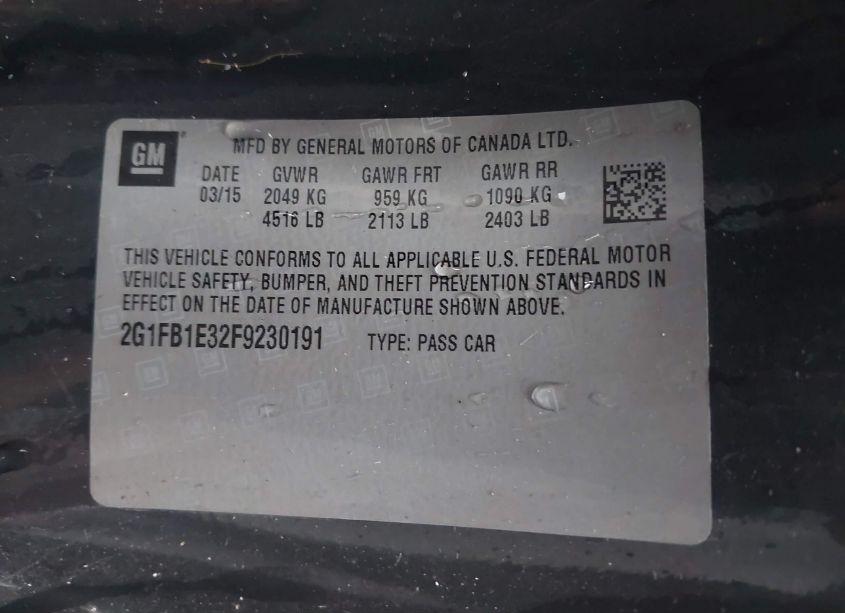 GM
MFD BY GENERAL MOTORS OF CANADA LTD.
DATE GVWR GAWR FRT GAWR RR
03/15 2049 KG 959 KG 1090 KG
4516 LB 2113 LB 2403 LB
THIS VEHICLE CONFORMS TO ALL APPLICABLE U.S. FEDERAL MOTOR
VEHICLE SAFETY, BUMPER, AND THEFT PREVENTION STANDARDS IN
EFFECT ON THE DATE OF MANUFACTURE SHOWN ABOVE.
2G1FB1E32F9230191 TYPE: PASS CAR